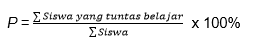 P = ∑Siswa yang tuntas belajar / ∑Siswa x 100%